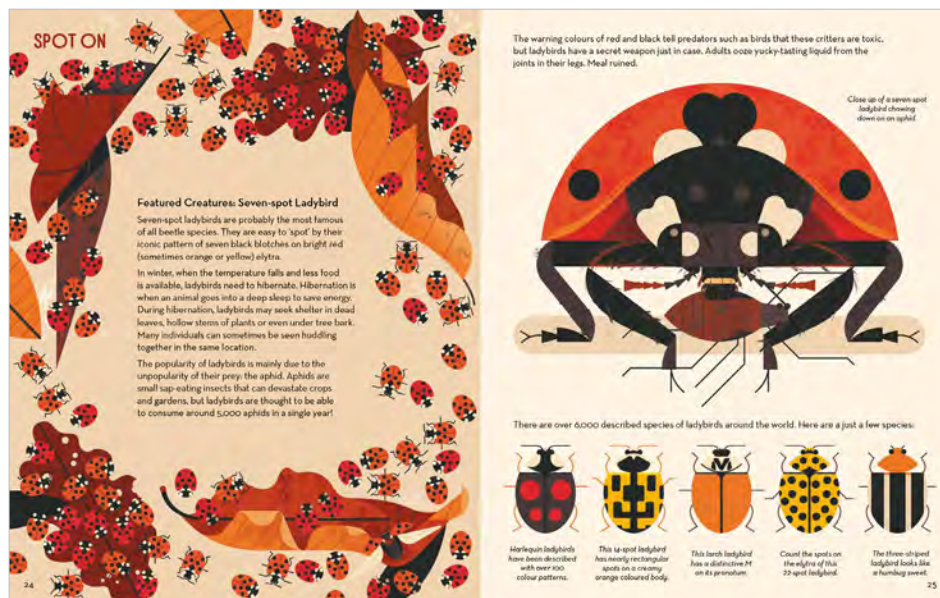 SPOT ON
Featured Creatures: Seven-spot Ladybird
Seven-spot ladybirds are probably the most famous
of all beetle species. They are easy to 'spot' by their
iconic pattern of seven black blotches on bright red
(sometimes orange or yellow) elytra.
In winter, when the temperature falls and less food
is available, ladybirds need to hibernate. Hibernation is
when an animal goes into a deep sleep to save energy.
During hibernation, ladybirds may seek shelter in dead
leaves, hollow stems of plants or even under tree bark.
Many individuals can sometimes be seen huddling
together in the same location.
The popularity of ladybirds is mainly due to the
unpopularity of their prey: the aphid. Aphids are
small sap-eating insects that can devastate crops
and gardens, but ladybirds are thought to be able
to consume around 5,000 aphids in a single year!
24
The warning colours of red and black tell predators such as birds that these critters are toxic,
but ladybirds have a secret weapon just in case. Adults ooze yucky-tasting liquid from the
joints in their legs. Meal ruined.
Close up of a seven-spot
ladybird chowing
down on an aphid.
There are over 6,000 described species of ladybirds around the world. Here are a just a few species:
Harlequin ladybirds
have been described
with over 100
colour patterns.
This 14-spot ladybird
has nearly rectangular
spots on a creamy
orange coloured body.
This larch ladybird
has a distinctive M
on its pronotum.
Count the spots on
the elytra of this
22-spot ladybird.
The three-striped
ladybird looks like
a humbug sweet.
25